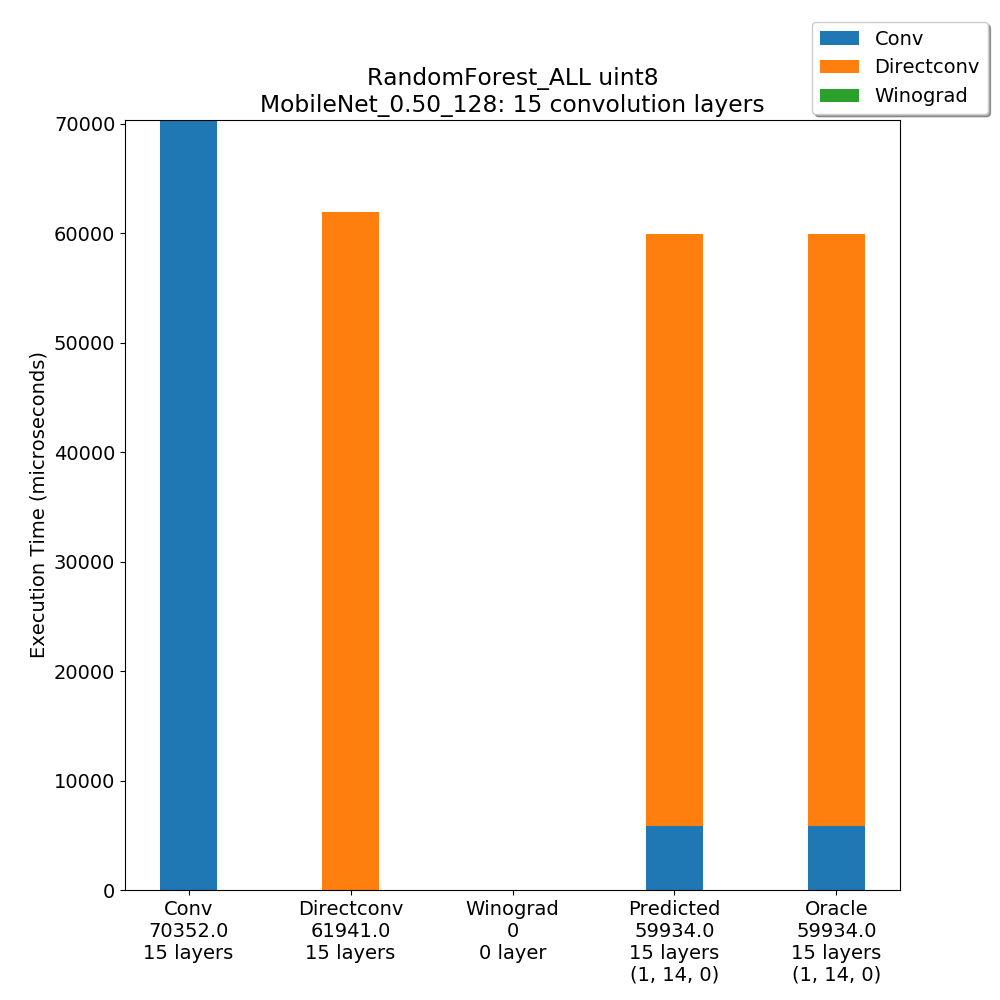 Conv
Directconv
Winograd
RandomForest_ALL uint8
MobileNet_0.50_128: 15 convolution layers
Execution Time (microseconds)
70000
60000
50000
40000
30000
20000
10000
0
Conv
70352.0
15 layers
Directconv
61941.0
15 layers
Winograd
0
0 layer
Predicted
59934.0
15 layers
(1, 14, 0)
Oracle
59934.0
15 layers
(1, 14, 0)